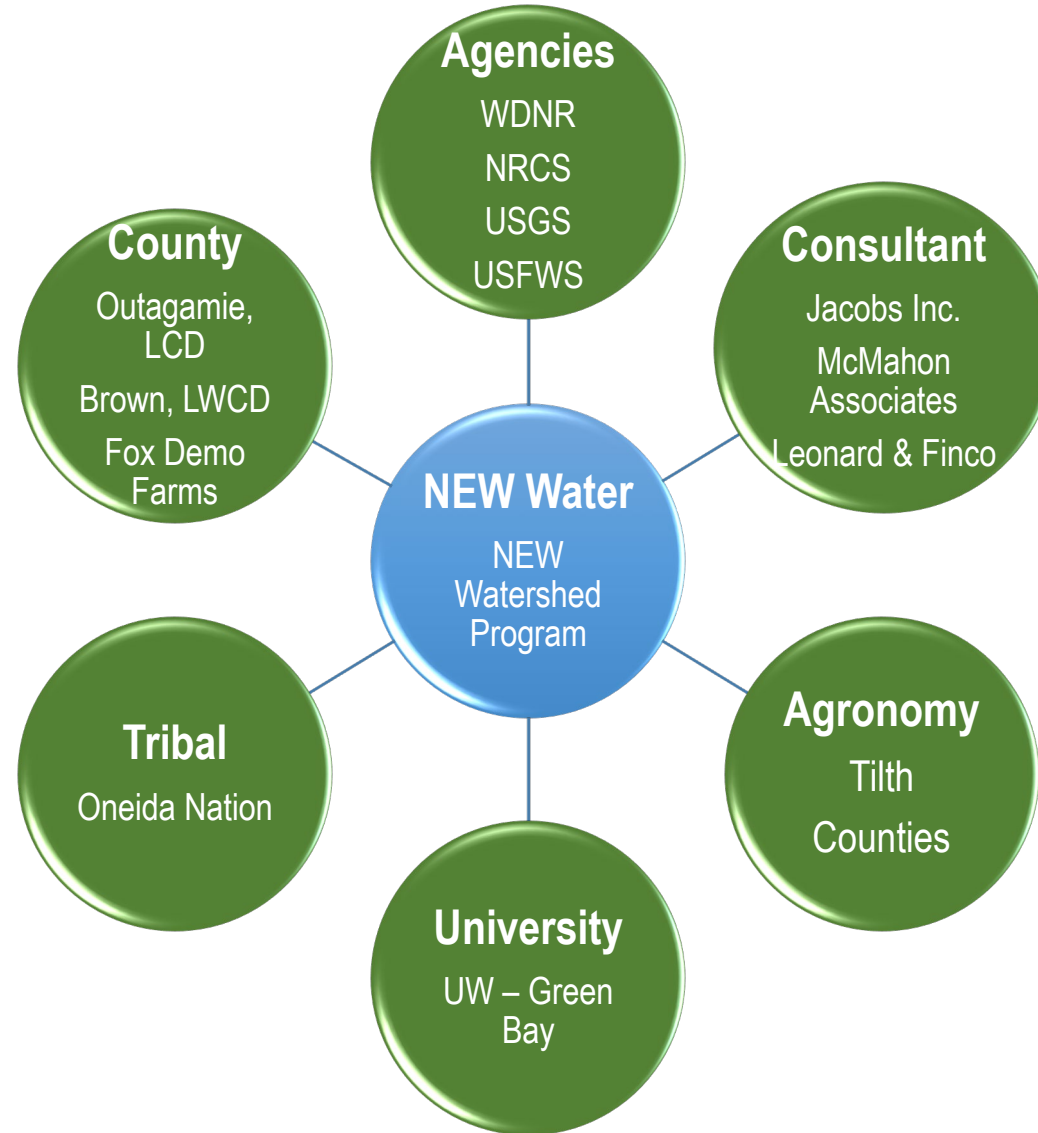 Agencies
WDNR
NRCS
USGS
USFWS
County
Outagamie,
LCD
Brown, LWCD
Fox Demo
Farms
Consultant
Jacobs Inc.
McMahon
Associates
Leonard & Finco
NEW Water
NEW
Watershed
Program
Tribal
Oneida Nation
Agronomy
Tilth
Counties
University
UW – Green
Bay